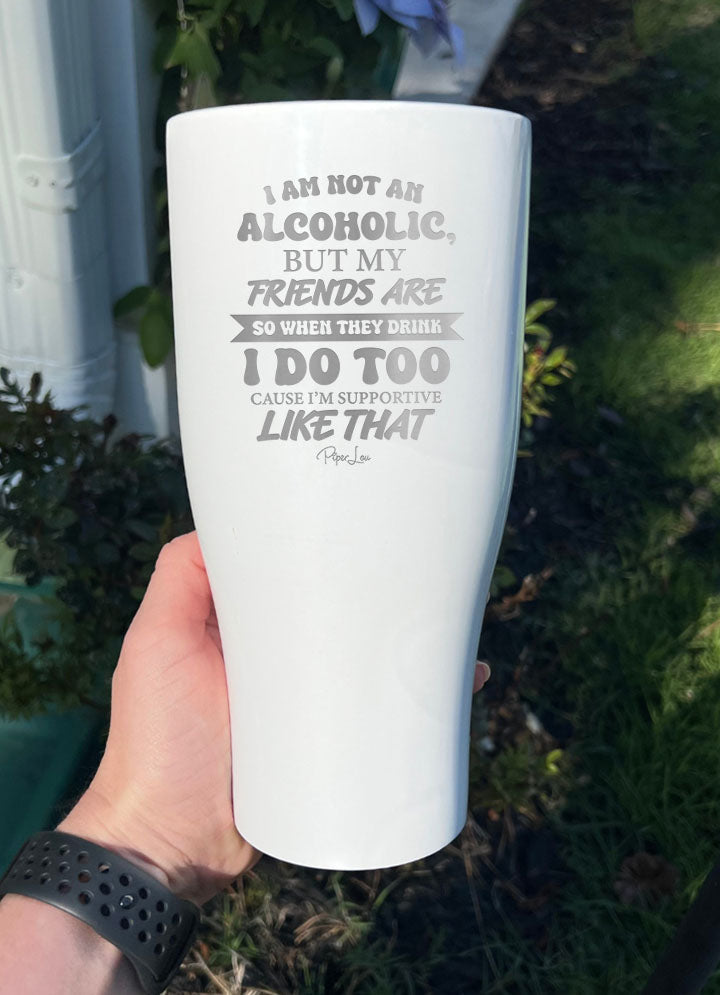 I AM NOT AN
ALCOHOLIC,
BUT MY
FRIENDS ARE
SO WHEN THEY DRINK
I DO TOO
CAUSE I'M SUPPORTIVE
LIKE THAT
Piper Lou